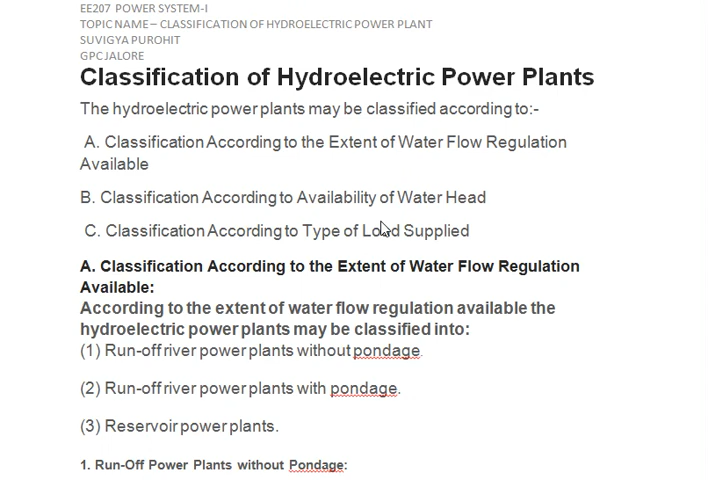 EE207 POWER SYSTEM-I
TOPIC NAME – CLASSIFICATION OF HYDROELECTRIC POWER PLANT
SUVIGYA PUROHIT
GPC JALORE
Classification of Hydroelectric Power Plants
The hydroelectric power plants may be classified according to:-
A. Classification According to the Extent of Water Flow Regulation
Available
B. Classification According to Availability of Water Head
C. Classification According to Type of Load Supplied
A. Classification According to the Extent of Water Flow Regulation
Available:
According to the extent of water flow regulation available the
hydroelectric power plants may be classified into:
(1) Run-off river power plants without pondage.
(2) Run-off river power plants with pondage.
(3) Reservoir power plants.
1. Run-Off Power Plants without Pondage: